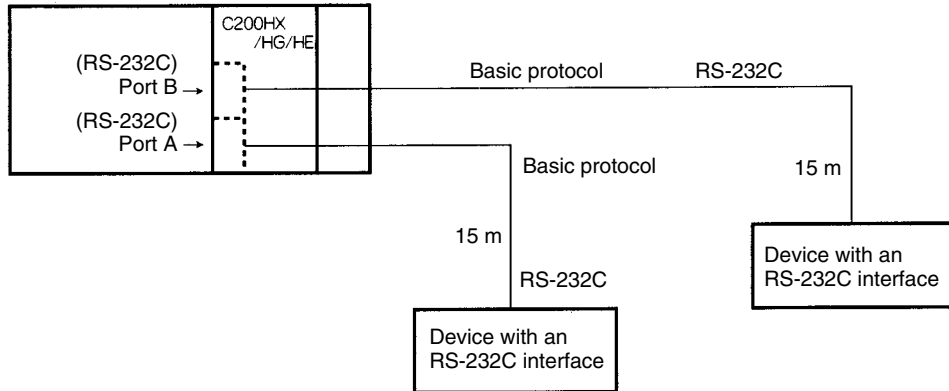 C200HX
/HG/HE
(RS-232C)
Port B →
(RS-232C)
Port A →
Basic protocol
RS-232C
Basic protocol
15 m
15 m
RS-232C
Device with an
RS-232C interface
Device with an
RS-232C interface